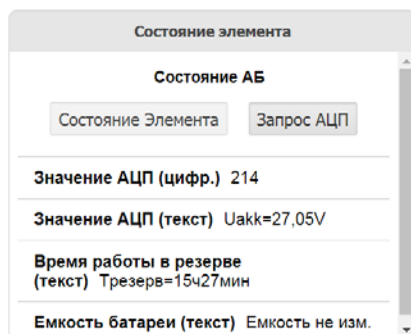 Состояние элемента
Состояние АБ
Состояние Элемента Запрос АЦП
Значение АЦП (цифр.) 214
Значение АЦП (текст) Uakk=27,05V
Время работы в резерве
(текст) Tрезерв=15ч27мин
Емкость батареи (текст) Емкость не изм.